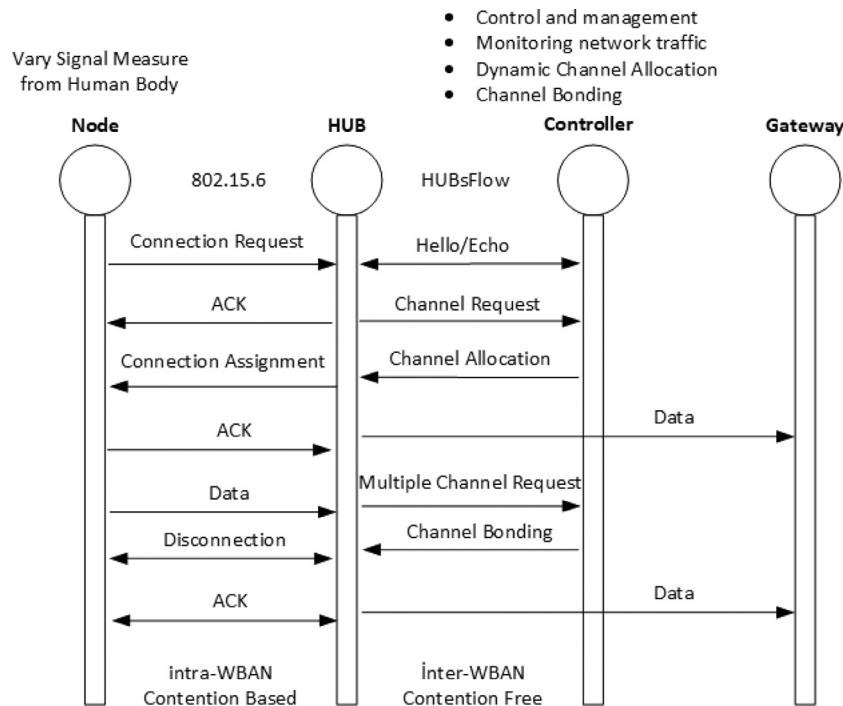 • Control and management
• Monitoring network traffic
• Dynamic Channel Allocation
• Channel Bonding
Vary Signal Measure
from Human Body
Node
HUB
Controller
Gateway
802.15.6
HUBsFlow
Connection Request
Hello/Echo
ACK
Channel Request
Connection Assignment
Channel Allocation
ACK
Data
Data
Multiple Channel Request
Disconnection
Channel Bonding
ACK
Data
intra-WBAN
Contention Based
İnter-WBAN
Contention Free